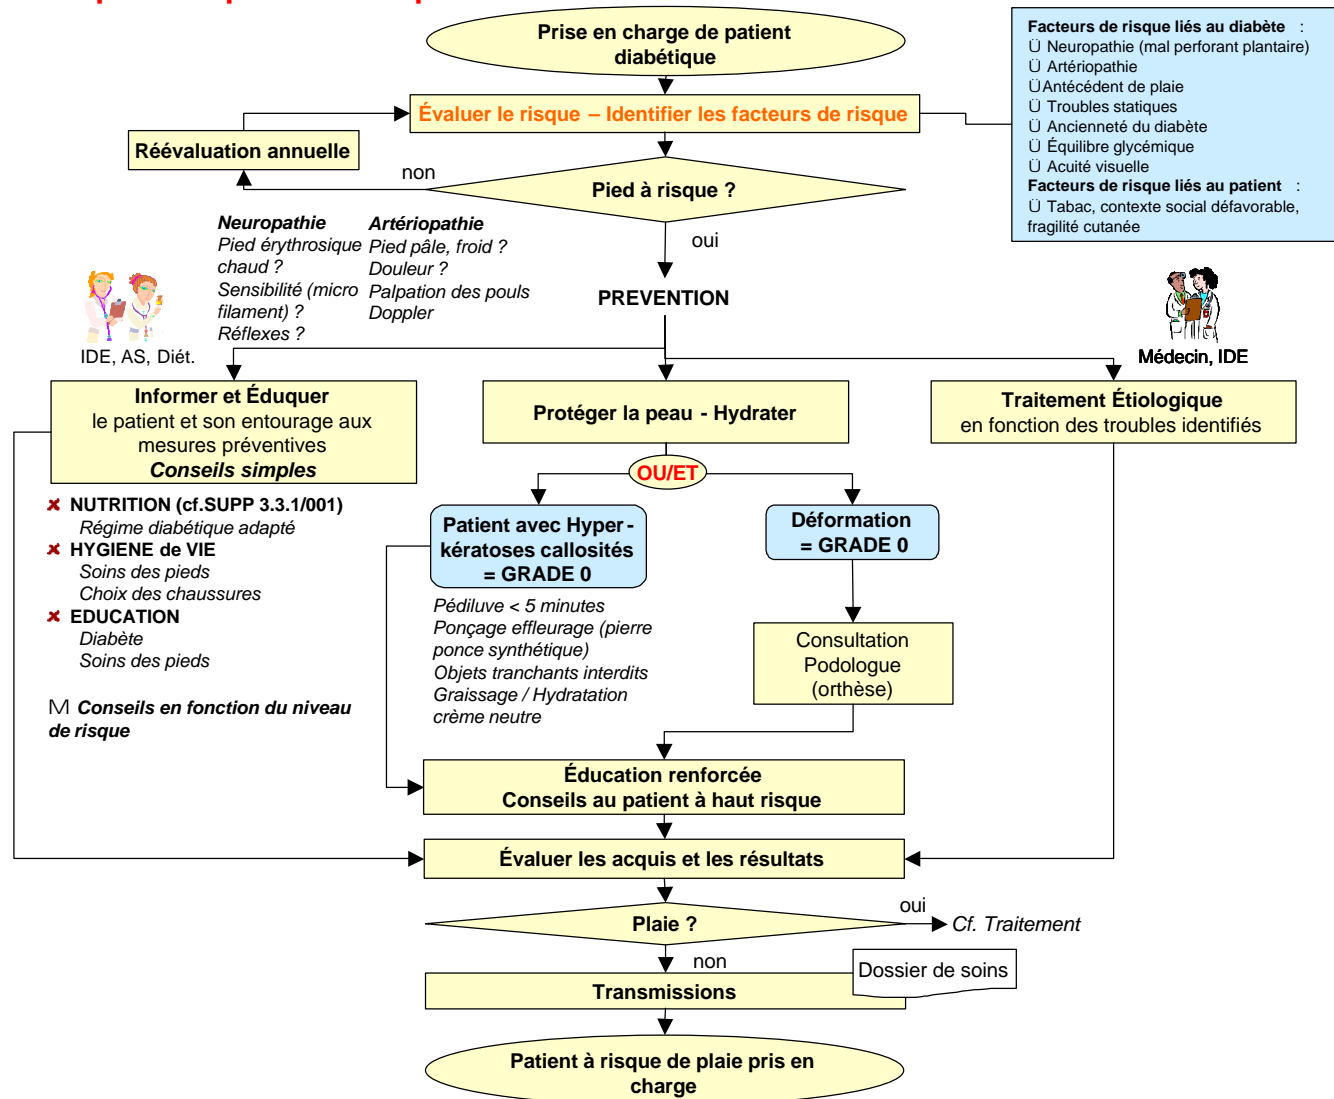 Prise en charge de patient
diabétique
Facteurs de risque liés au diabète :
Ü Neuropathie (mal perforant plantaire)
Ü Artériopathie
Ü Antécédent de plaie
Ü Troubles statiques
Ü Ancienneté du diabète
Ü Équilibre glycémique
Ü Acuité visuelle
Facteurs de risque liés au patient :
Ü Tabac, contexte social défavorable,
fragilité cutanée
Évaluer le risque – Identifier les facteurs de risque
Réévaluation annuelle
non
Pied à risque ?
oui
Neuropathie
Pied érythrosique
chaud ?
Sensibilité (micro
filament) ?
Réflexes ?
Artériopathie
Pied pâle, froid ?
Douleur ?
Palpation des pouls
Doppler
PREVENTION
IDE, AS, Diét.
Médecin, IDE
Informer et Éduquer
le patient et son entourage aux
mesures préventives
Conseils simples
Protéger la peau - Hydrater
Traitement Étiologique
en fonction des troubles identifiés
OU/ET
NUTRITION (cf.SUPP 3.3.1/001)
Régime diabétique adapté
HYGIENE de VIE
Soins des pieds
Choix des chaussures
EDUCATION
Diabète
Soins des pieds
M Conseils en fonction du niveau
de risque
Patient avec Hyper-
kératoses callosités
= GRADE 0
Déformation
= GRADE 0
Pédiluve < 5 minutes
Ponçage effleurage (pierre
ponce synthétique)
Objets tranchants interdits
Graissage / Hydratation
crème neutre
Consultation
Podologue
(orthèse)
Éducation renforcée
Conseils au patient à haut risque
Évaluer les acquis et les résultats
Plaie ?
oui
Cf. Traitement
non
Dossier de soins
Transmissions
Patient à risque de plaie pris en
charge